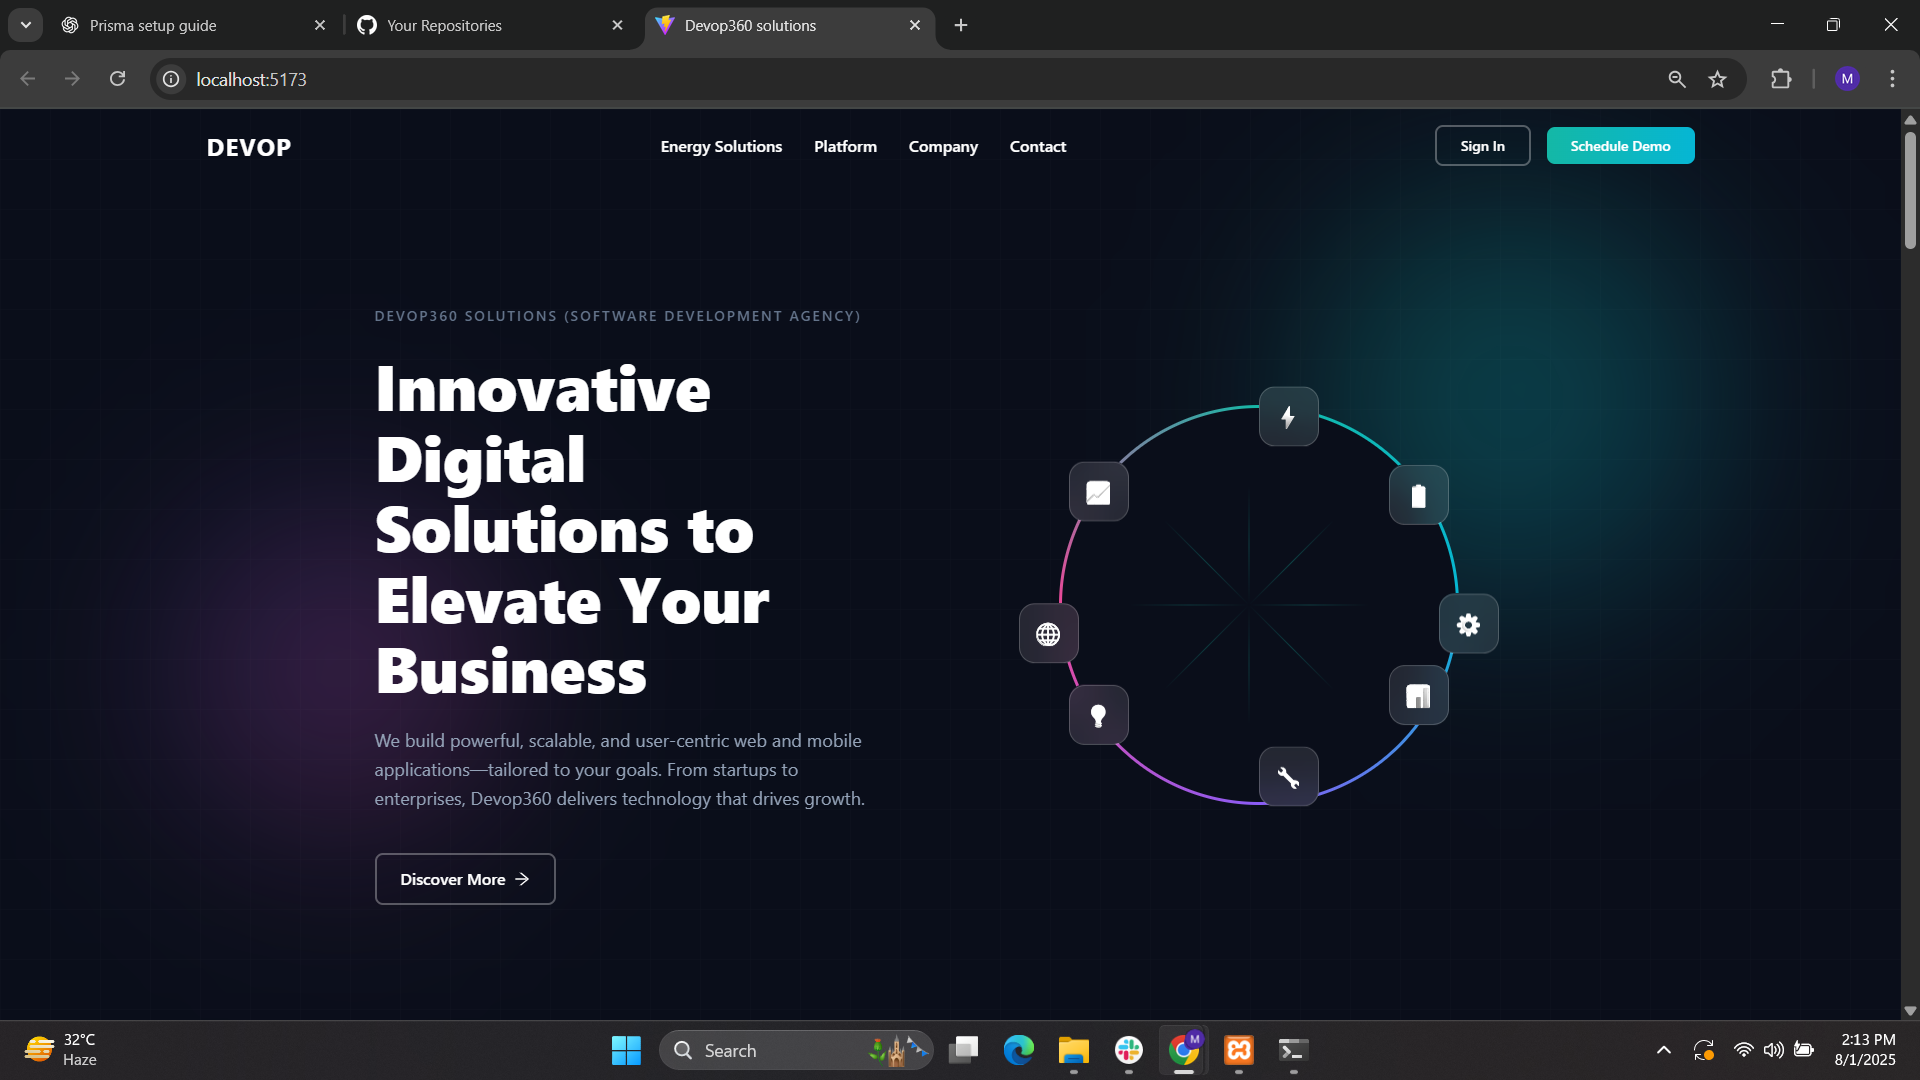 Prisma setup guide
Your Repositories
Devop360 solutions
localhost:5173
M
DEVOP
Energy Solutions
Platform
Company
Contact
Sign In
Schedule Demo
DEVOP360 SOLUTIONS (SOFTWARE DEVELOPMENT AGENCY)
Innovative
Digital
Solutions to
Elevate Your
Business
We build powerful, scalable, and user-centric web and mobile
applications—tailored to your goals. From startups to
enterprises, Devop360 delivers technology that drives growth.
Discover More →
32°C
Haze
Search
M
2:13 PM
8/1/2025